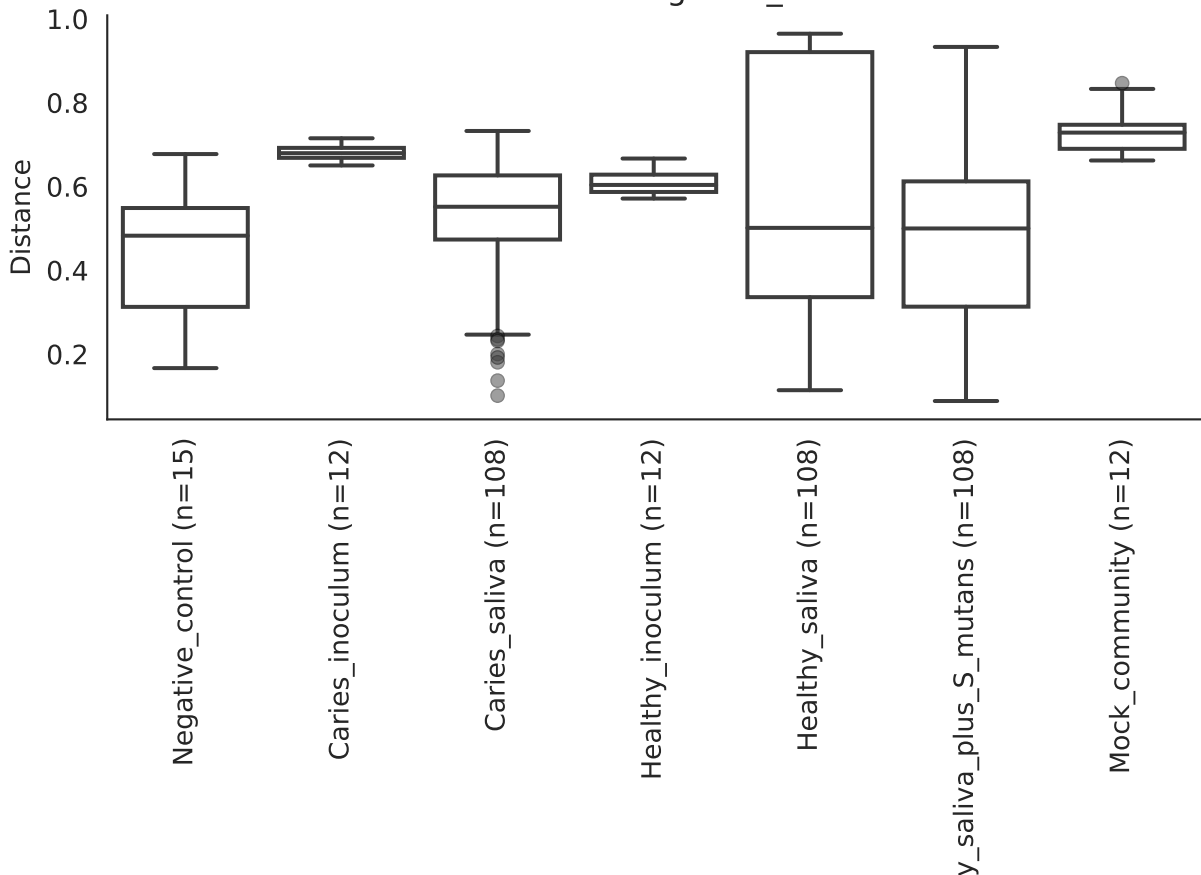 1.0
0.8
0.6
0.4
0.2
Distance
Negative_control (n=15)
Caries_inoculum (n=12)
Caries_saliva (n=108)
Healthy_inoculum (n=12)
Healthy_saliva (n=108)
y_saliva_plus_S_mutans (n=108)
Mock_community (n=12)